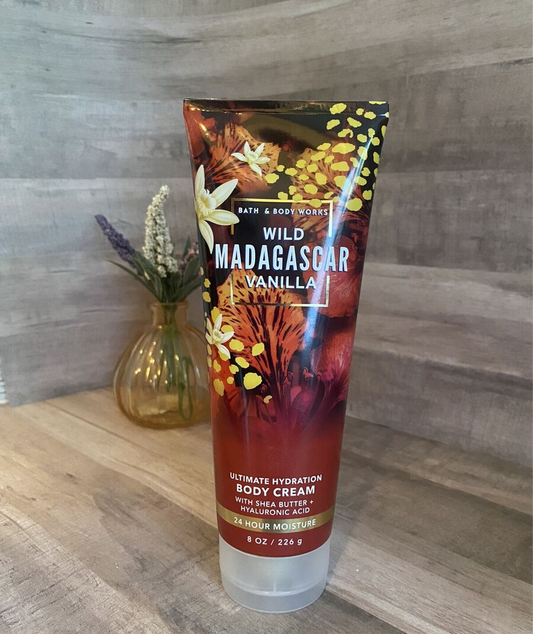 BATH & BODY WORKS
WILD
MADAGASCAR
VANILLA
ULTIMATE HYDRATION
BODY CREAM
WITH SHEA BUTTER +
HYALURONIC ACID
24 HOUR MOISTURE
8 OZ / 226 g